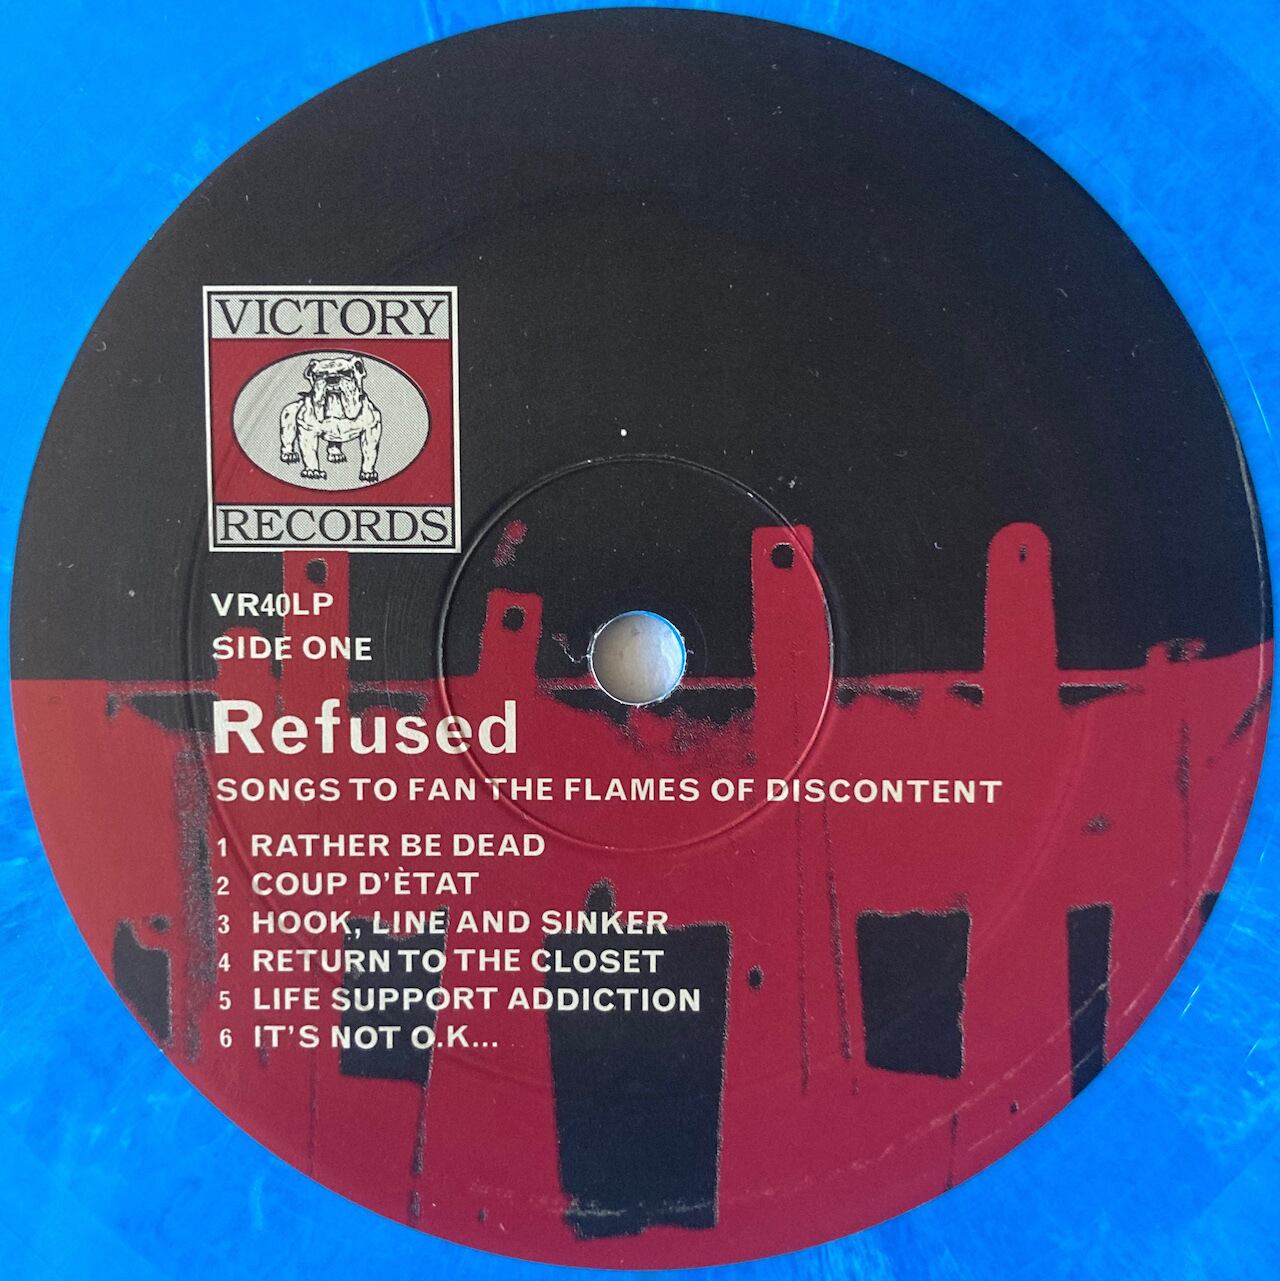 VICTORY
RECORDS
VR40LP
SIDE ONE
Refused
SONGS TO FAN THE FLAMES OF DISCONTENT
1 RATHER BE DEAD
2 COUP D'ÈTAT
3 HOOK, LINE AND SINKER
4 RETURN TO THE CLOSET
5 LIFE SUPPORT ADDICTION
6 IT'S NOT O.K...